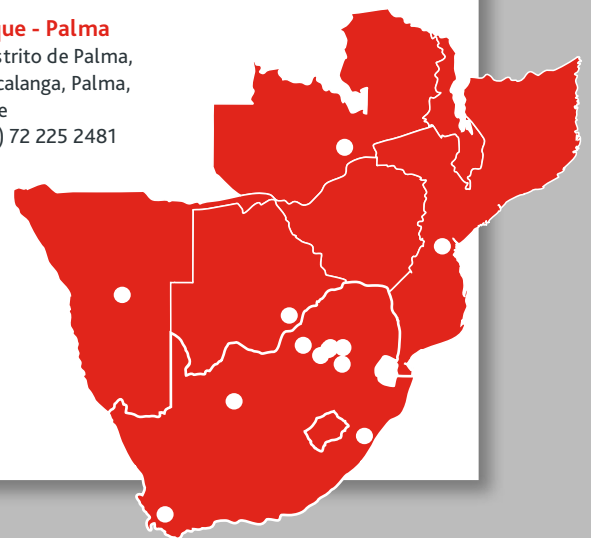 que - Palma
strito de Palma,
calanga, Palma,
e
) 72 225 2481